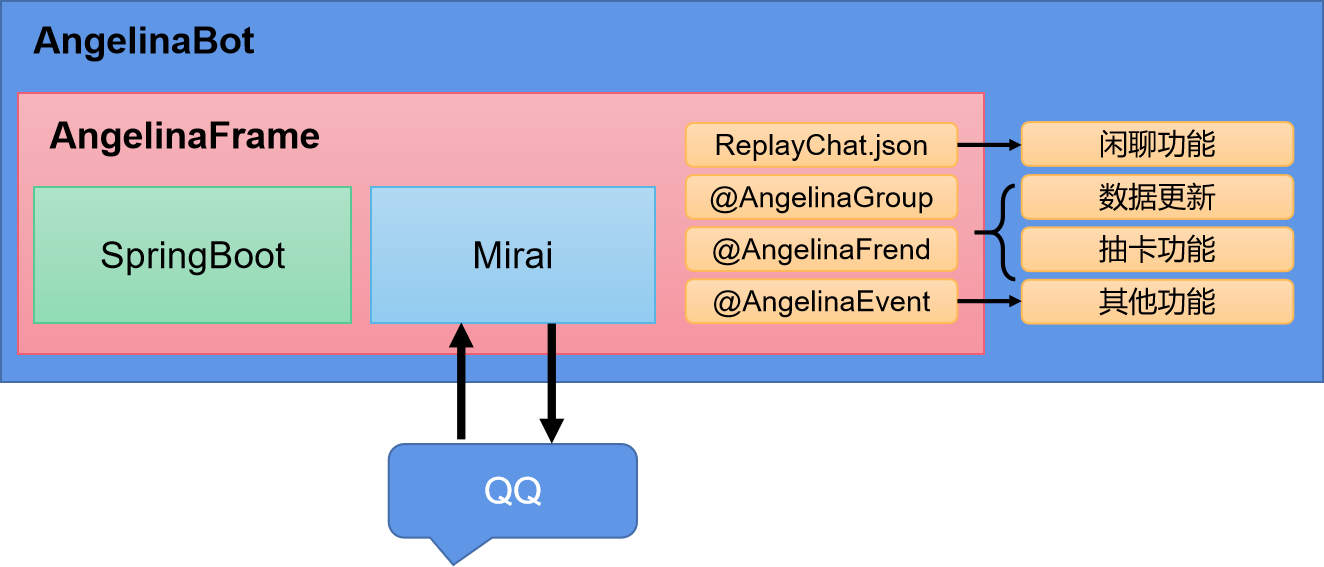 AngelinaBot
AngelinaFrame
SpringBoot
Mirai
ReplayChat.json
@AngelinaGroup
@AngelinaFrend
@AngelinaEvent
闲聊功能
数据更新
抽卡功能
其他功能
QQ